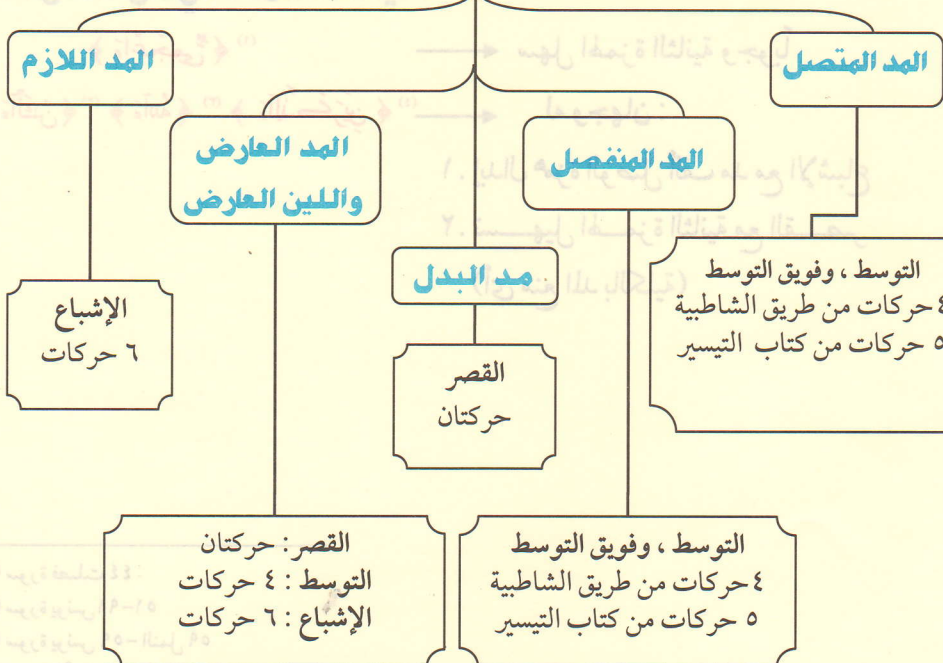 المد المتصل
التوسط ، وفويق التوسط
٤ حركات من طريق الشاطبية
٥ حركات من كتاب التيسير
المد المنفصل
التوسط ، وفويق التوسط
٤ حركات من طريق الشاطبية
٥ حركات من كتاب التيسير
مد البدل
القصر
حركتان
المد العارض
واللين العارض
القصر : حركتان
التوسط : ٤ حركات
الإشباع : ٦ حركات
المد اللازم
الإشباع
٦ حركات